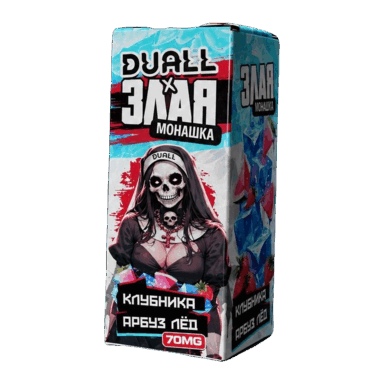 DUALL
X
ЗЛАЯ
МОНАШКА
DUALL
КЛУБНИКА
АРБУЗ ЛЁД
70MG
ЗЛАЯ
МОНАШКА
КЛУБНИКА
АРБУЗ ЛЁД